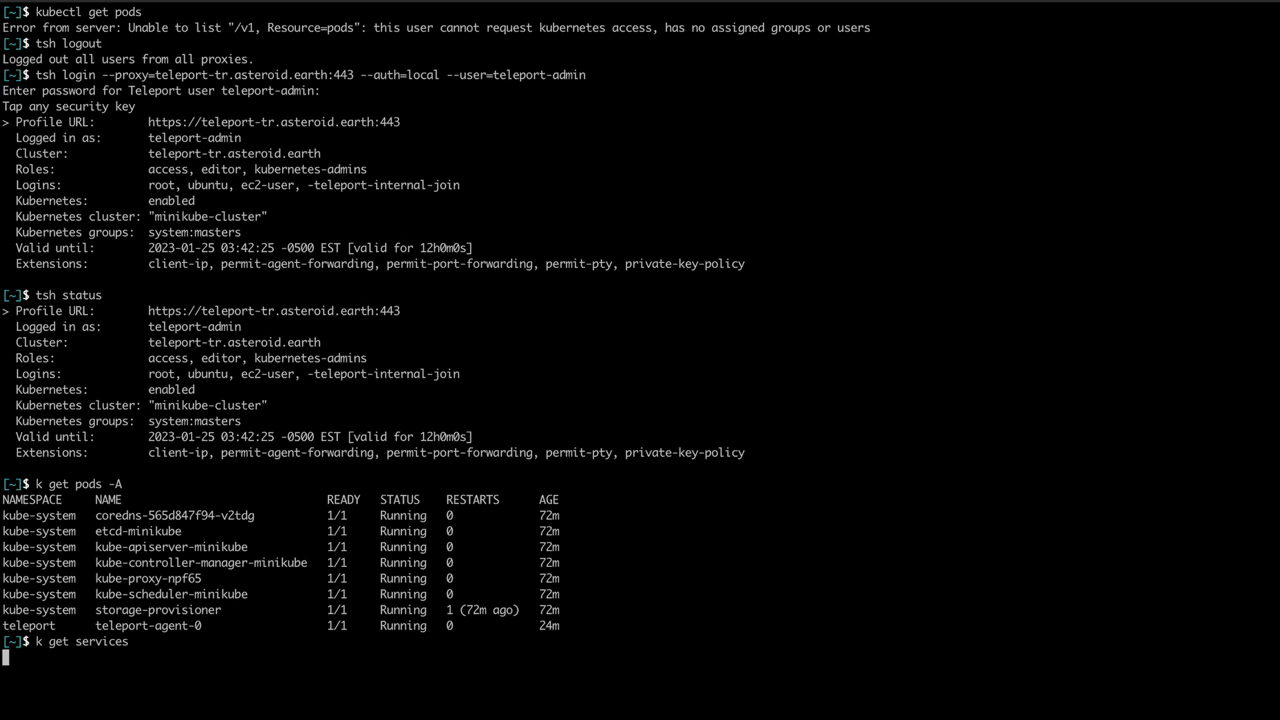 [~]$ kubectl get pods
Error from server: Unable to list "/v1, Resource=pods": this user cannot request kubernetes access, has no assigned groups or users
[~]$ tsh logout
Logged out all users from all proxies.
[~]$ tsh login --proxy=teleport-tr.asteroid.earth:443 --auth=local --user=teleport-admin
Enter password for Teleport user teleport-admin:
Tap any security key
> Profile URL:        https://teleport-tr.asteroid.earth:443
  Logged in as:       teleport-admin
  Cluster:            teleport-tr.asteroid.earth
  Roles:              access, editor, kubernetes-admins
  Logins:             root, ubuntu, ec2-user, -teleport-internal-join
  Kubernetes:         enabled
  Kubernetes cluster: "minikube-cluster"
  Kubernetes groups:  system:masters
  Valid until:        2023-01-25 03:42:25 -0500 EST [valid for 12h0m0s]
  Extensions:         client-ip, permit-agent-forwarding, permit-port-forwarding, permit-pty, private-key-policy
[~]$ tsh status
> Profile URL:        https://teleport-tr.asteroid.earth:443
  Logged in as:       teleport-admin
  Cluster:            teleport-tr.asteroid.earth
  Roles:              access, editor, kubernetes-admins
  Logins:             root, ubuntu, ec2-user, -teleport-internal-join
  Kubernetes:         enabled
  Kubernetes cluster: "minikube-cluster"
  Kubernetes groups:  system:masters
  Valid until:        2023-01-25 03:42:25 -0500 EST [valid for 12h0m0s]
  Extensions:         client-ip, permit-agent-forwarding, permit-port-forwarding, permit-pty, private-key-policy
[~]$ k get pods -A
NAMESPACE     NAME                               READY   STATUS    RESTARTS      AGE
kube-system   coredns-565d847f94-v2tdg           1/1     Running   0             72m
kube-system   etcd-minikube                      1/1     Running   0             72m
kube-system   kube-apiserver-minikube            1/1     Running   0             72m
kube-system   kube-controller-manager-minikube   1/1     Running   0             72m
kube-system   kube-proxy-npf65                   1/1     Running   0             72m
kube-system   kube-scheduler-minikube            1/1     Running   0             72m
kube-system   storage-provisioner                1/1     Running   1 (72m ago)   72m
teleport      teleport-agent-0                   1/1     Running   0             24m
[~]$ k get services